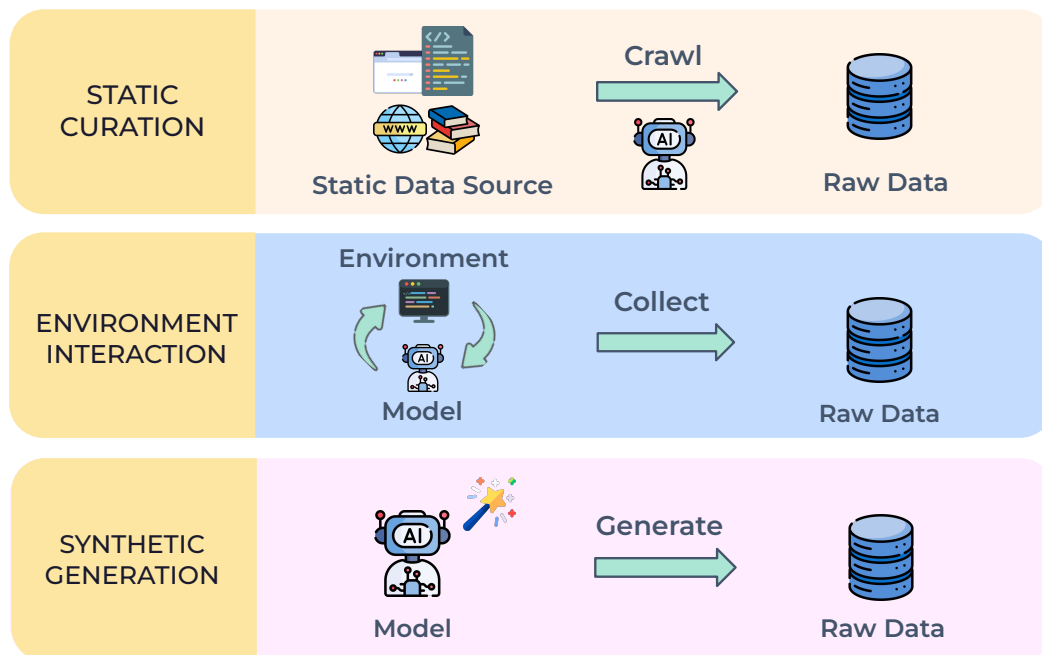 STATIC
CURATION
</>
WWW
Static Data Source
Crawl
AI
Raw Data
ENVIRONMENT
INTERACTION
Environment
AI
Model
Collect
Raw Data
SYNTHETIC
GENERATION
AI
Model
Generate
Raw Data